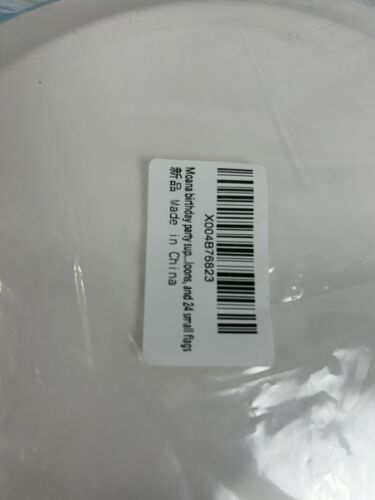 X004B76823
Moana birthday party sup...loons, and 24 small flags
新品 Made in China